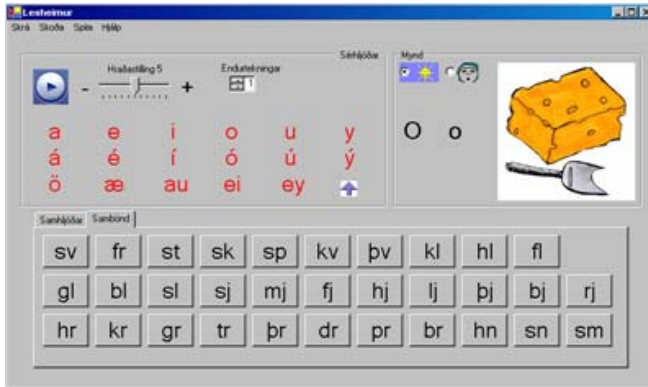 Lesheimur
Skrá Skoða Spila Hjálp
Sérhljóðar
Hraðastilling 5
Endurtekningar
- + 1
a e i o u y
á é í ó ú ý
ö æ au ei ey
Mynd
O o
Samhljóðar Sambönd
sv fr st sk sp kv þv kl hl fl
gl bl sl sj mj fj hj lj þj bj rj
hr kr gr tr þr dr pr br hn sn sm